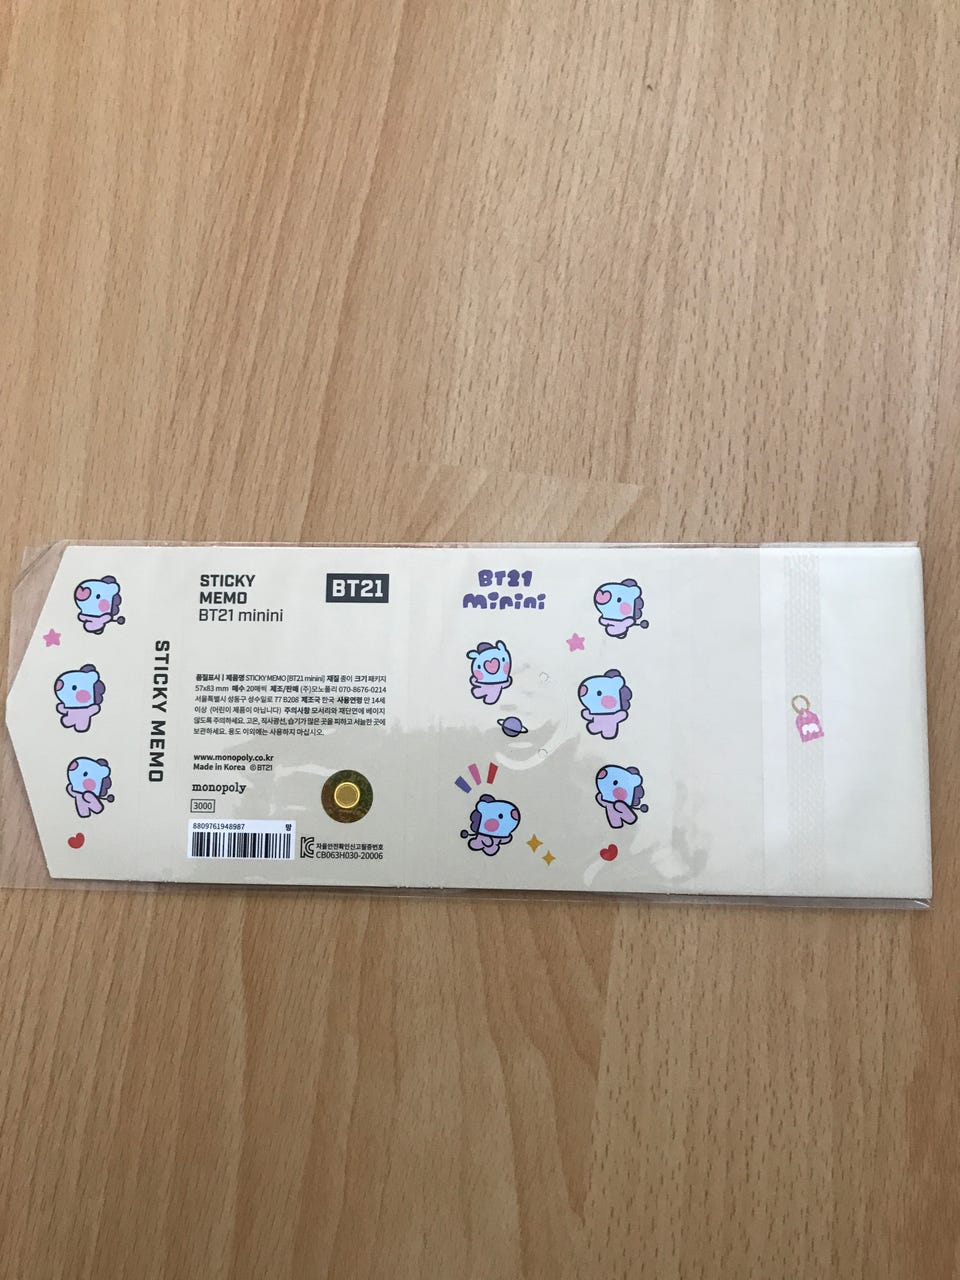 STICKY MEMO
STICKY
MEMO
BT21 minini
BT21
품질표시 | 제품명 STICKY MEMO [BT21 minini] 재질 종이 크기 패키지
57x83 mm 매수 20매씩 제조/판매 (주)모노폴리 070-8676-0214
서울특별시 성동구 성수일로 77 B208 제조국 한국 사용연령 만 14세
이상 (어린이 제품이 아닙니다) 주의사항 모서리와 재단면에 베이지
않도록 주의하세요. 고온, 직사광선, 습기가 많은 곳을 피하고 서늘한 곳에
보관하세요. 용도 이외에는 사용하지 마십시오.
www.monopoly.co.kr
Made in Korea ©BT21
monopoly
3000
8809761948987 망
자율안전확인신고필증번호
CB063H030-20006
BT21
minini